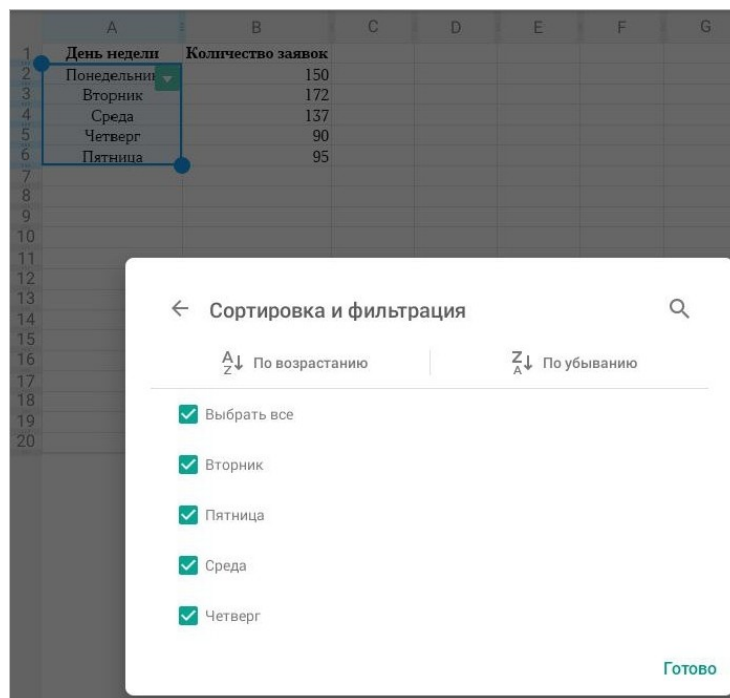 A B C D E F G
1 День недели Количество заявок
2 Понедельни 150
3 Вторник 172
4 Среда 137
5 Четверг 90
6 Пятница 95
7
8
9
10
11
12
13
14
15
16
17
18
19
20
Сортировка и фильтрация
По возрастанию По убыванию
Выбрать все
Вторник
Пятница
Среда
Четверг
Готово